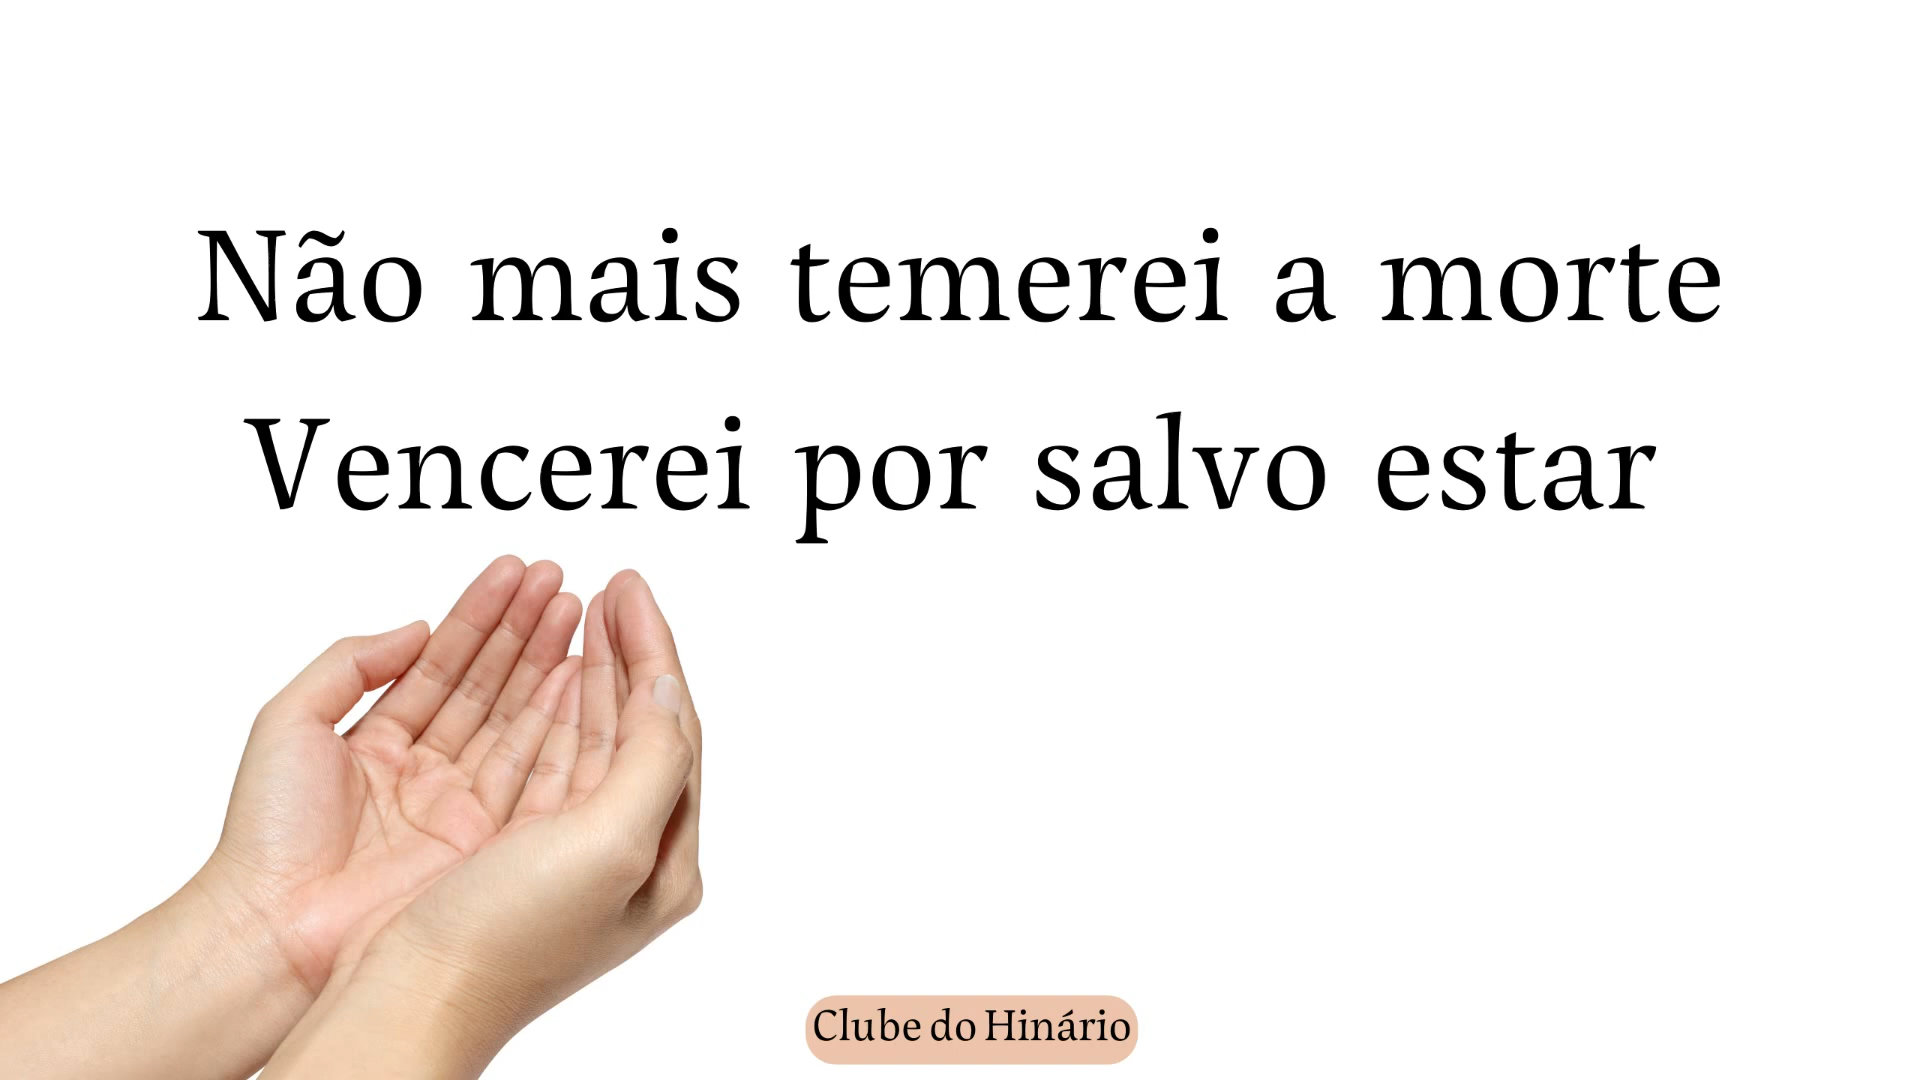 Não mais temerei a morte
Vencerei por salvo estar
Clube do Hinário